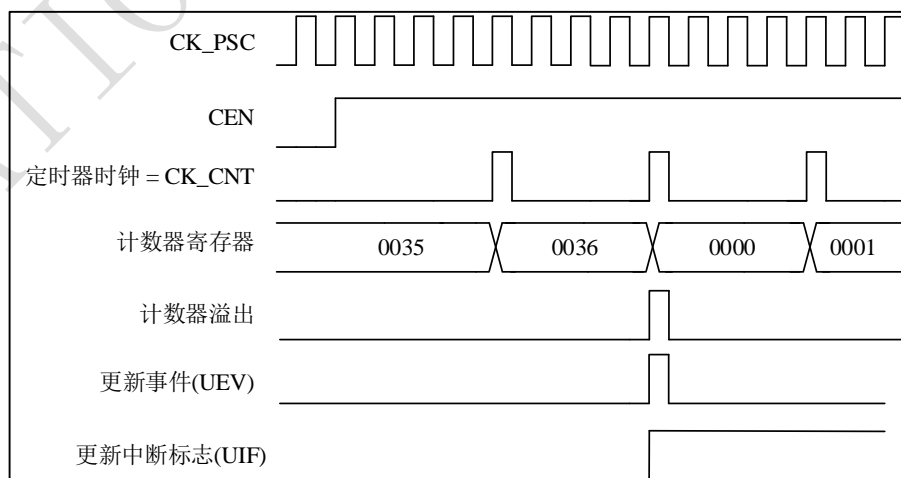 CK_PSC
CEN
定时器时钟 = CK_CNT
计数器寄存器 0035 0036 0000 0001
计数器溢出
更新事件(UEV)
更新中断标志(UIF)